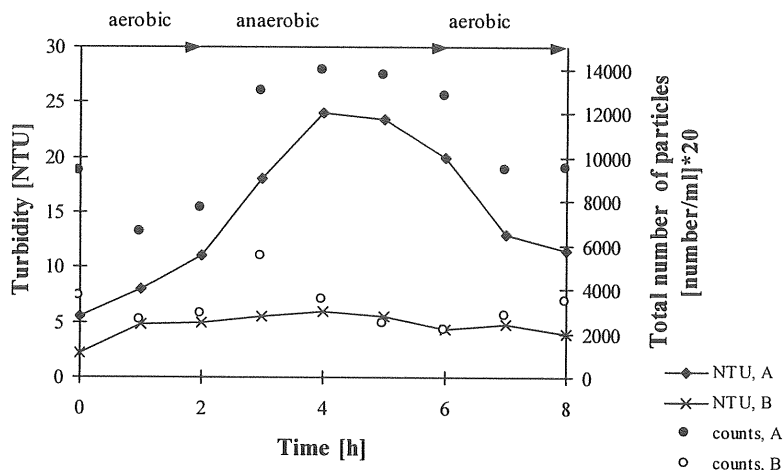 aerobic anaerobic aerobic
Turbidity [NTU]
30
25
20
15
10
5
0
0 2 4 6 8
Time [h]
14000
12000
10000
8000
6000
4000
2000
0
Total number of particles
[number/ml]*20
NTU, A
NTU, B
counts, A
counts, B